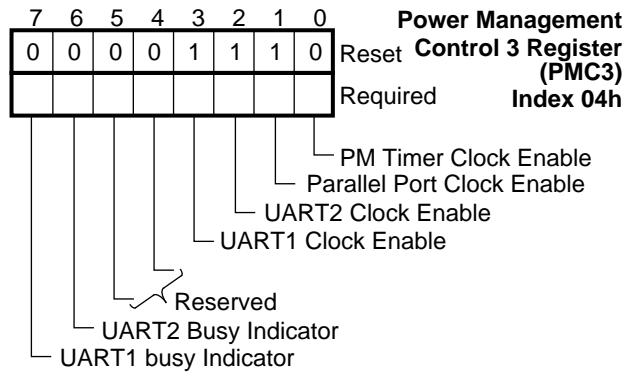 7 6 5 4 3 2 1 0
Power Management
0 0 0 0 1 1 1 0 Reset
Control 3 Register
(PMC3)
Required
Index 04h
PM Timer Clock Enable
Parallel Port Clock Enable
UART2 Clock Enable
UART1 Clock Enable
Reserved
UART2 Busy Indicator
UART1 busy Indicator